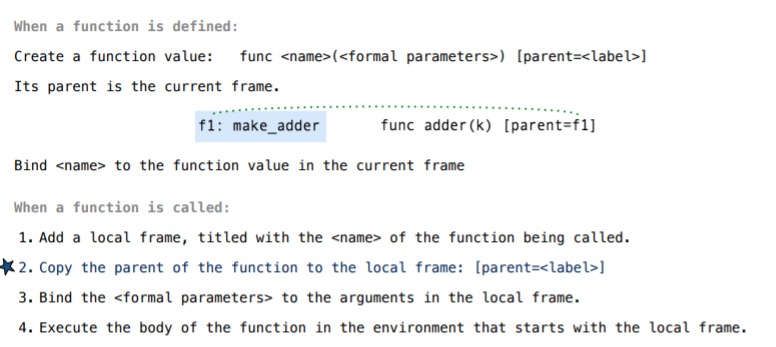 When a function is defined:
Create a function value: func <name>(<formal parameters>) [parent=<label>]
Its parent is the current frame.
f1: make_adder func adder(k) [parent=f1]
Bind <name> to the function value in the current frame
When a function is called:
1. Add a local frame, titled with the <name> of the function being called.
2. Copy the parent of the function to the local frame: [parent=<label>]
3. Bind the <formal parameters> to the arguments in the local frame.
4. Execute the body of the function in the environment that starts with the local frame.